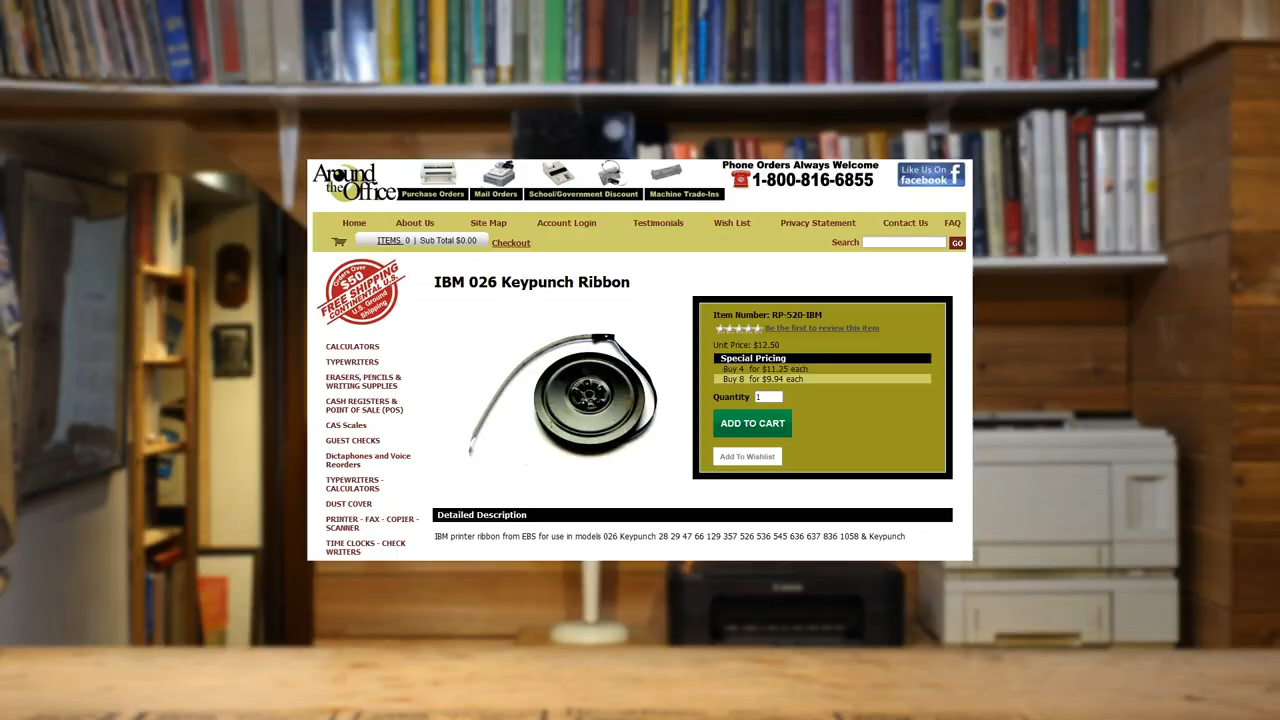 Around the Office
Purchase Orders
Mail Orders
School/Government Discount
Machine Trade-Ins
Phone Orders Always Welcome
1-800-816-6855
Like Us On
facebook
Home
About Us
Site Map
Account Login
Testimonials
Wish List
Privacy Statement
Contact Us
FAQ
ITEMS 0 | Sub Total $0.00
Checkout
Search
GO
Orders Over
$50
FREE SHIPPING
CONTINENTAL U.S.
U.S. Ground
Shipping
CALCULATORS
TYPEWRITERS
ERASERS, PENCILS &
WRITING SUPPLIES
CASH REGISTERS &
POINT OF SALE (POS)
CAS Scales
GUEST CHECKS
Dictaphones and Voice
Reorders
TYPEWRITERS -
CALCULATORS
DUST COVER
PRINTER - FAX - COPIER -
SCANNER
TIME CLOCKS - CHECK
WRITERS
IBM 026 Keypunch Ribbon
Item Number: RP-520-IBM
Be the first to review this item
Unit Price: $12.50
Special Pricing
Buy 4 for $11.25 each
Buy 8 for $9.94 each
Quantity 1
ADD TO CART
Add To Wishlist
Detailed Description
IBM printer ribbon from EBS for use in models 026 Keypunch 28 29 47 66 129 357 526 536 545 636 637 836 1058 & Keypunch